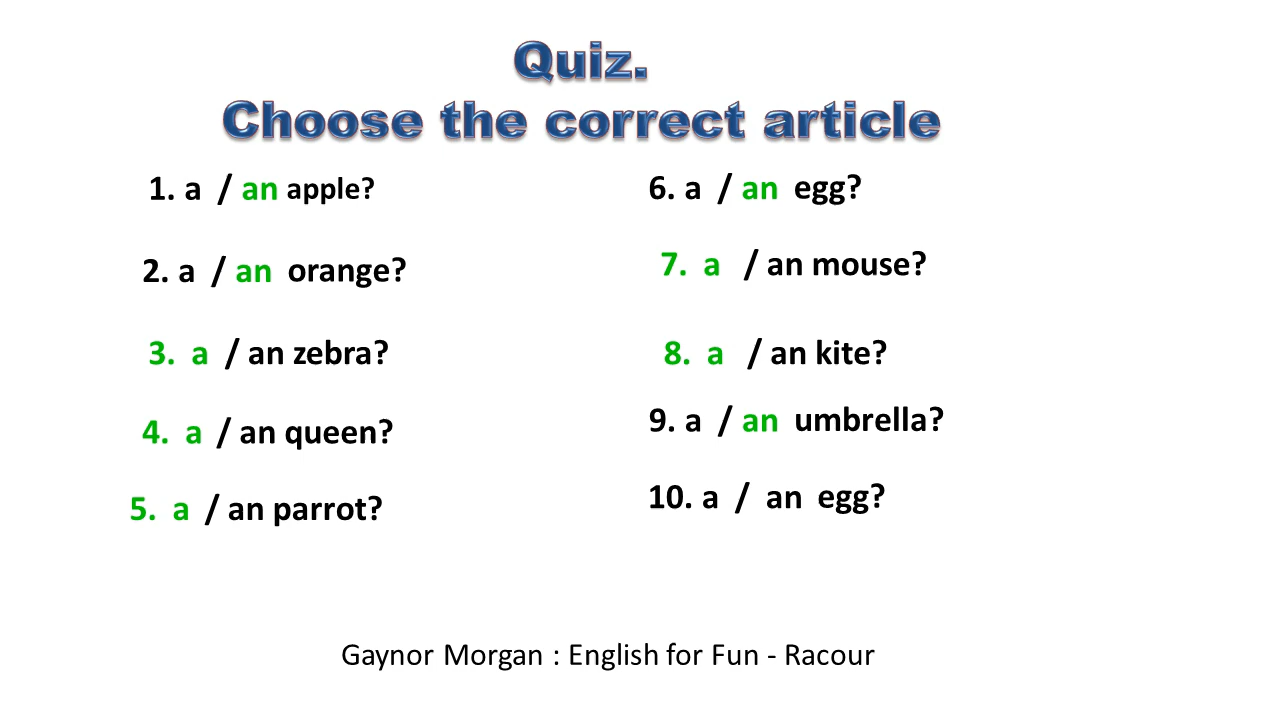 Quiz.
Choose the correct article
1. a / an apple?
2. a / an orange?
3. a / an zebra?
4. a / an queen?
5. a / an parrot?
6. a / an egg?
7. a / an mouse?
8. a / an kite?
9. a / an umbrella?
10. a / an egg?
Gaynor Morgan : English for Fun - Racour